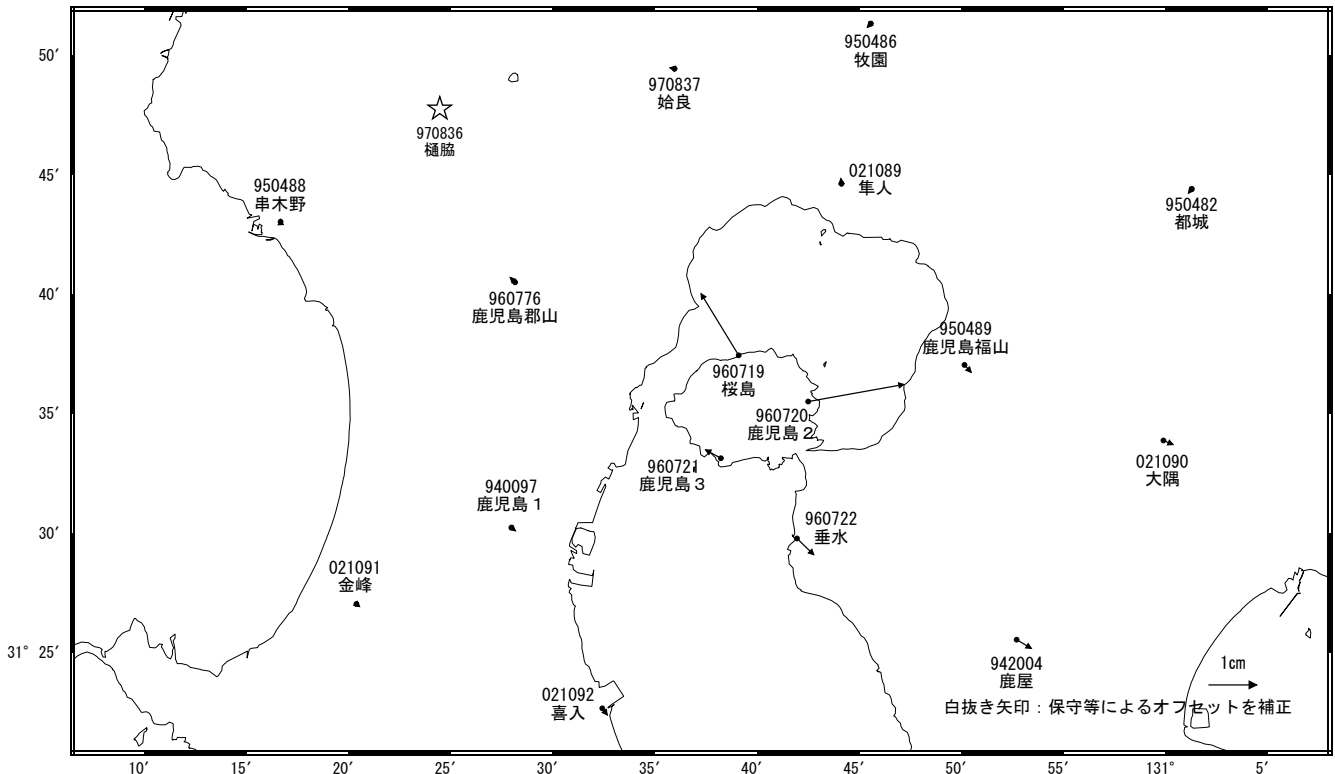 50′
45′
40′
35′
30′
31° 25′
10′
15′
20′
25′
30′
35′
40′
45′
50′
55′
131°
5′
950486
牧園
970837
姶良
970836
樋脇
021089
隼人
950488
串木野
950482
都城
960776
鹿児島郡山
950489
鹿児島福山
960719
桜島
960720
鹿児島２
960721
鹿児島３
021090
大隅
940097
鹿児島１
960722
垂水
021091
金峰
942004
鹿屋
021092
喜入
1cm
白抜き矢印：保守等によるオフセットを補正